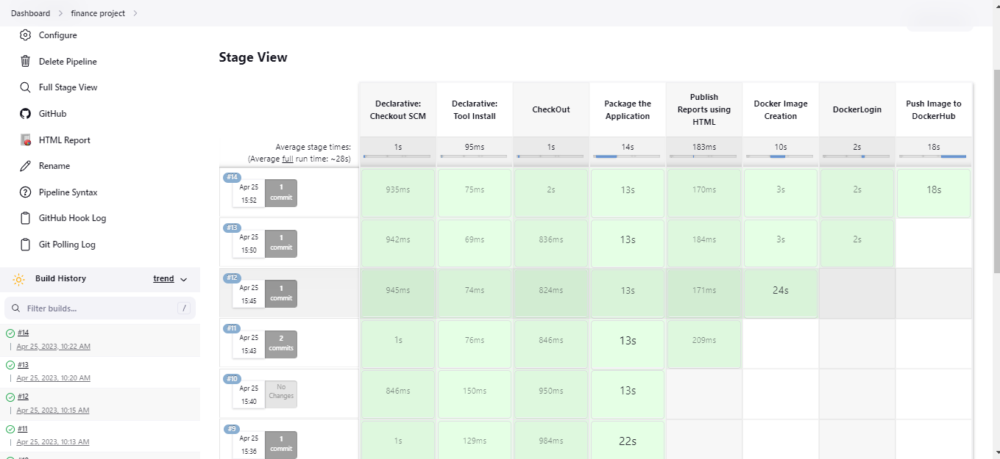 Dashboard > finance project >
Configure
Delete Pipeline
Full Stage View
GitHub
HTML Report
Rename
Pipeline Syntax
GitHub Hook Log
Git Polling Log
Build History trend
Filter builds... /
#14
Apr 25, 2023, 10:22 AM
#13
Apr 25, 2023, 10:20 AM
#12
Apr 25, 2023, 10:15 AM
#11
Apr 25, 2023, 10:13 AM
Stage View
Declarative: Checkout SCM
Declarative: Tool Install
CheckOut
Package the Application
Publish Reports using HTML
Docker Image Creation
DockerLogin
Push Image to DockerHub
Average stage times:
(Average full run time: ~28s)
1s 95ms 1s 14s 183ms 10s 2s 18s
#14
Apr 25 15:52
1 commit
935ms 75ms 2s 13s 170ms 3s 2s 18s
#13
Apr 25 15:50
1 commit
942ms 69ms 836ms 13s 184ms 3s 2s
#12
Apr 25 15:45
1 commit
945ms 74ms 824ms 13s 171ms 24s
#11
Apr 25 15:43
2 commits
1s 76ms 846ms 13s 209ms
#10
Apr 25 15:40
No Changes
846ms 150ms 950ms 13s
#9
Apr 25 15:36
1 commit
1s 129ms 984ms 22s